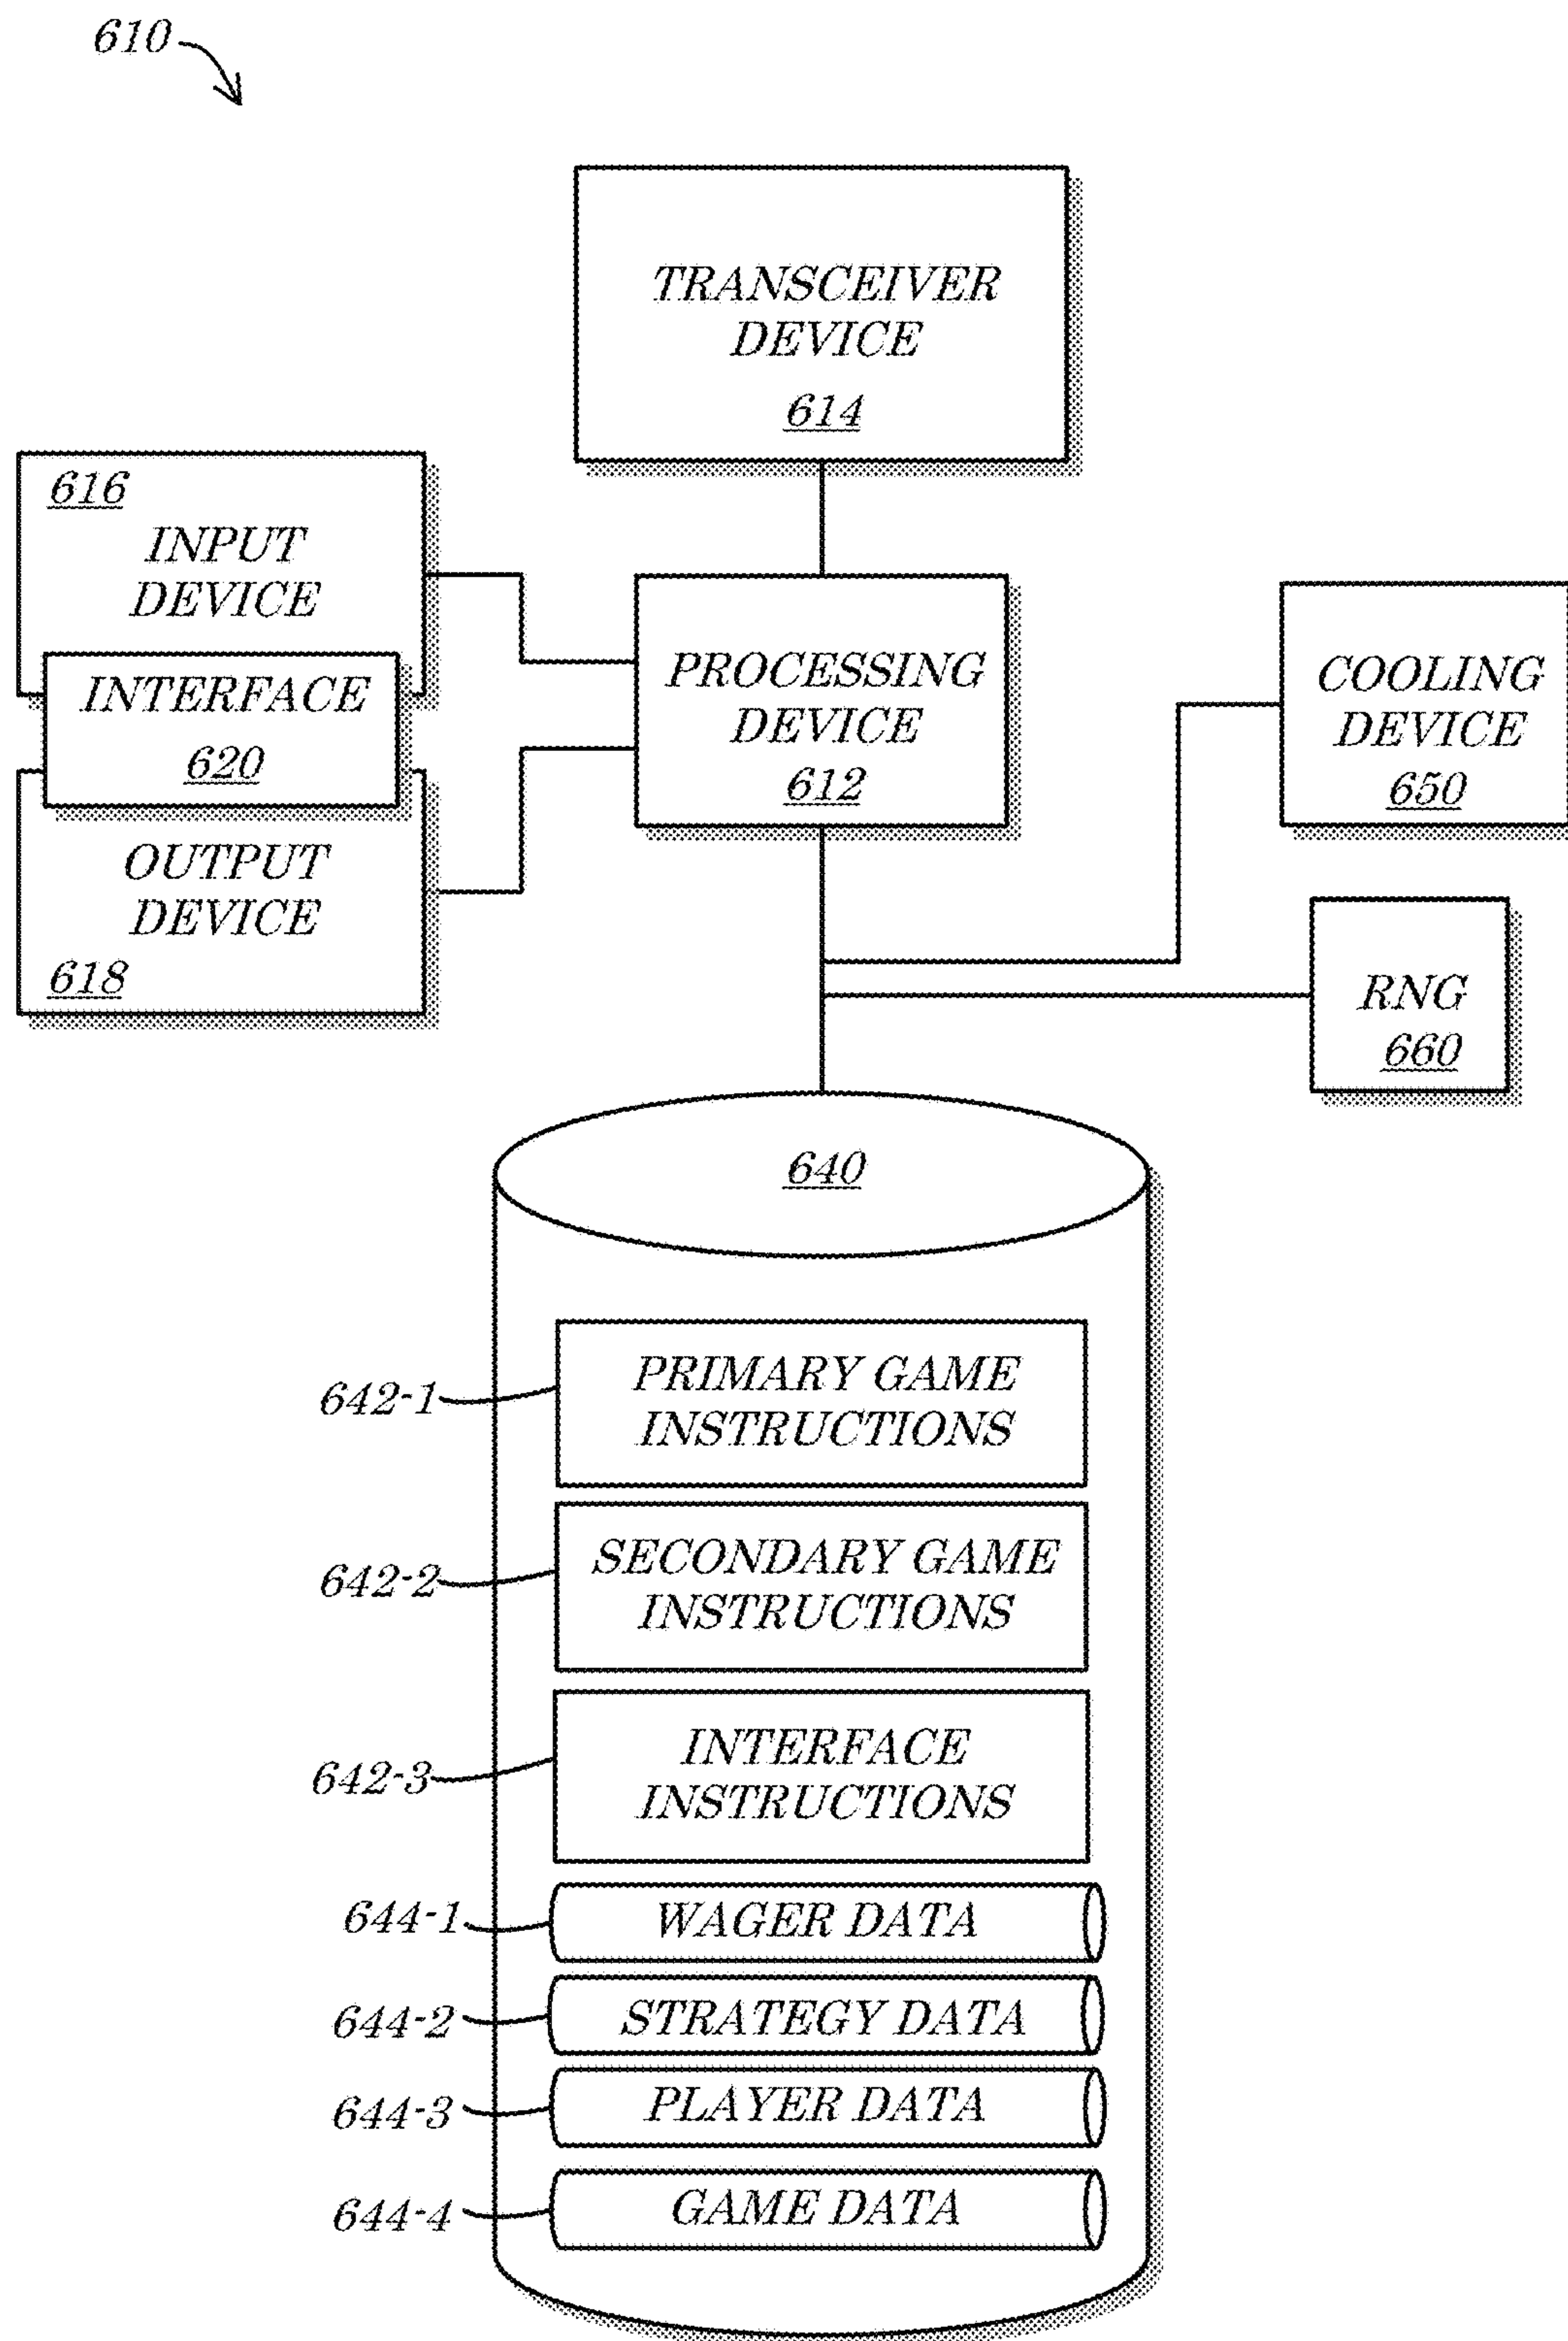 610
TRANSCEIVER
DEVICE
614
616
INPUT
DEVICE
INTERFACE
620
OUTPUT
DEVICE
618
PROCESSING
DEVICE
612
COOLING
DEVICE
650
RNG
660
640
642-1
PRIMARY GAME
INSTRUCTIONS
642-2
SECONDARY GAME
INSTRUCTIONS
642-3
INTERFACE
INSTRUCTIONS
644-1
WAGER DATA
644-2
STRATEGY DATA
644-3
PLAYER DATA
644-4
GAME DATA